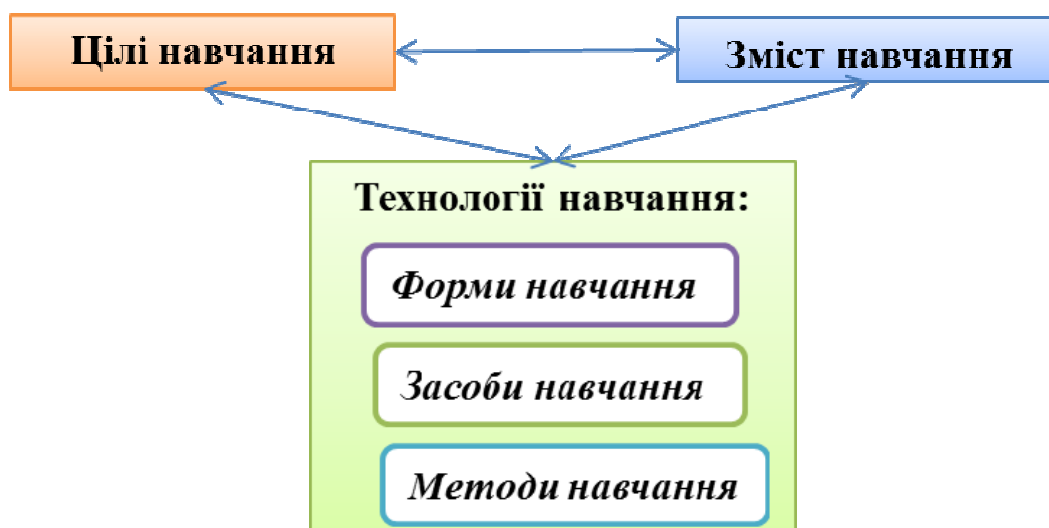 Цілі навчання
Зміст навчання
Технології навчання:
Форми навчання
Засоби навчання
Методи навчання